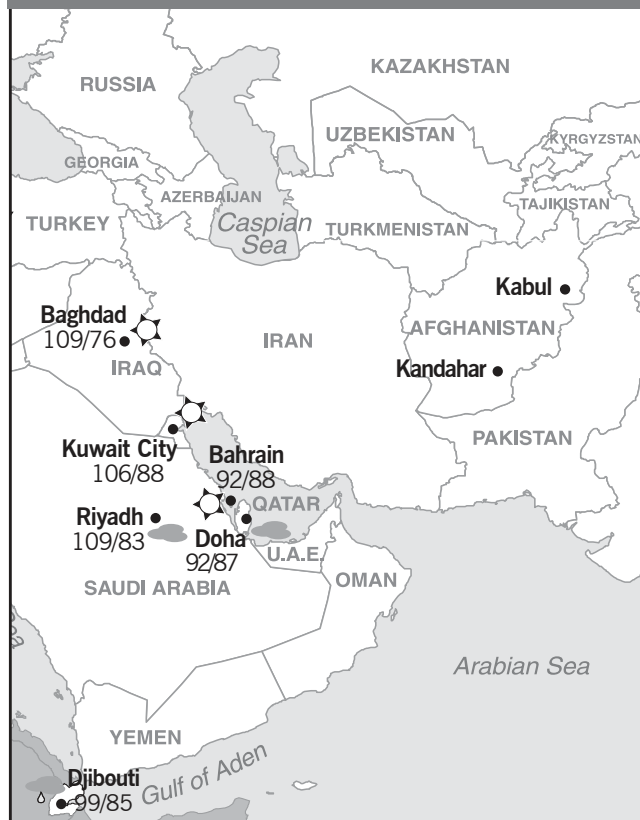 KAZAKHSTAN
RUSSIA
UZBEKISTAN
KYRGYZSTAN
GEORGIA
AZERBAIJAN
TAJIKISTAN
TURKEY
Caspian
Sea
TURKMENISTAN
Kabul
Baghdad
109/76
IRAN
AFGHANISTAN
IRAQ
Kandahar
PAKISTAN
Kuwait City
106/88
Bahrain
92/88
QATAR
Riyadh
109/83
Doha
92/87
U.A.E.
SAUDI ARABIA
OMAN
Arabian Sea
YEMEN
Gulf of Aden
Djibouti
99/85